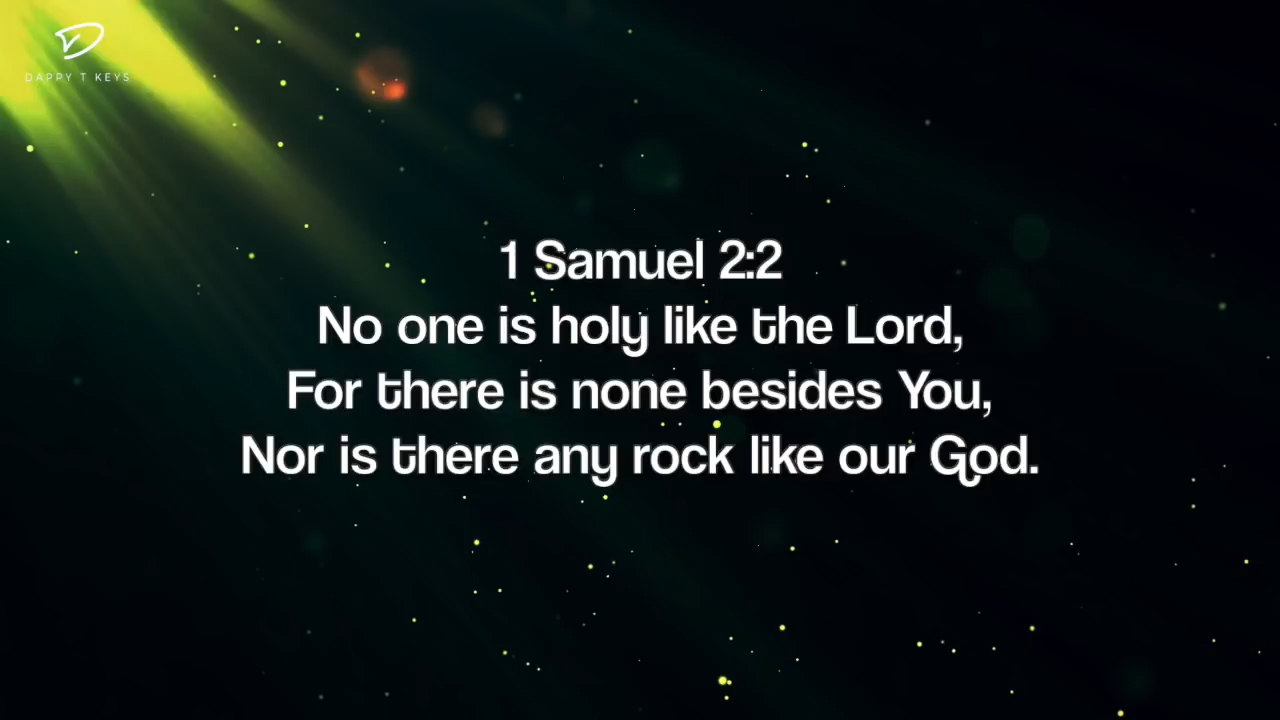 DAPPY T KEYS
1 Samuel 2:2
No one is holy like the Lord,
For there is none besides You,
Nor is there any rock like our God.